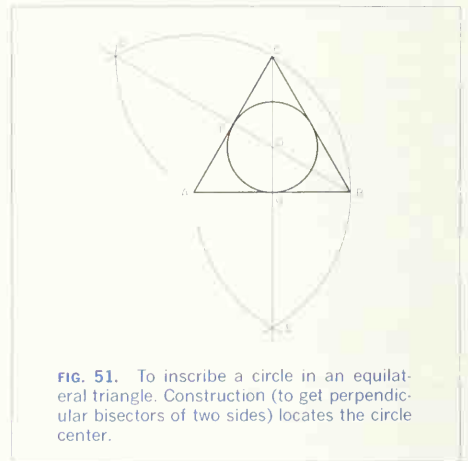 C
O
A
B
E
FIG. 51. To inscribe a circle in an equilat-
eral triangle. Construction (to get perpendic-
ular bisectors of two sides) locates the circle
center.